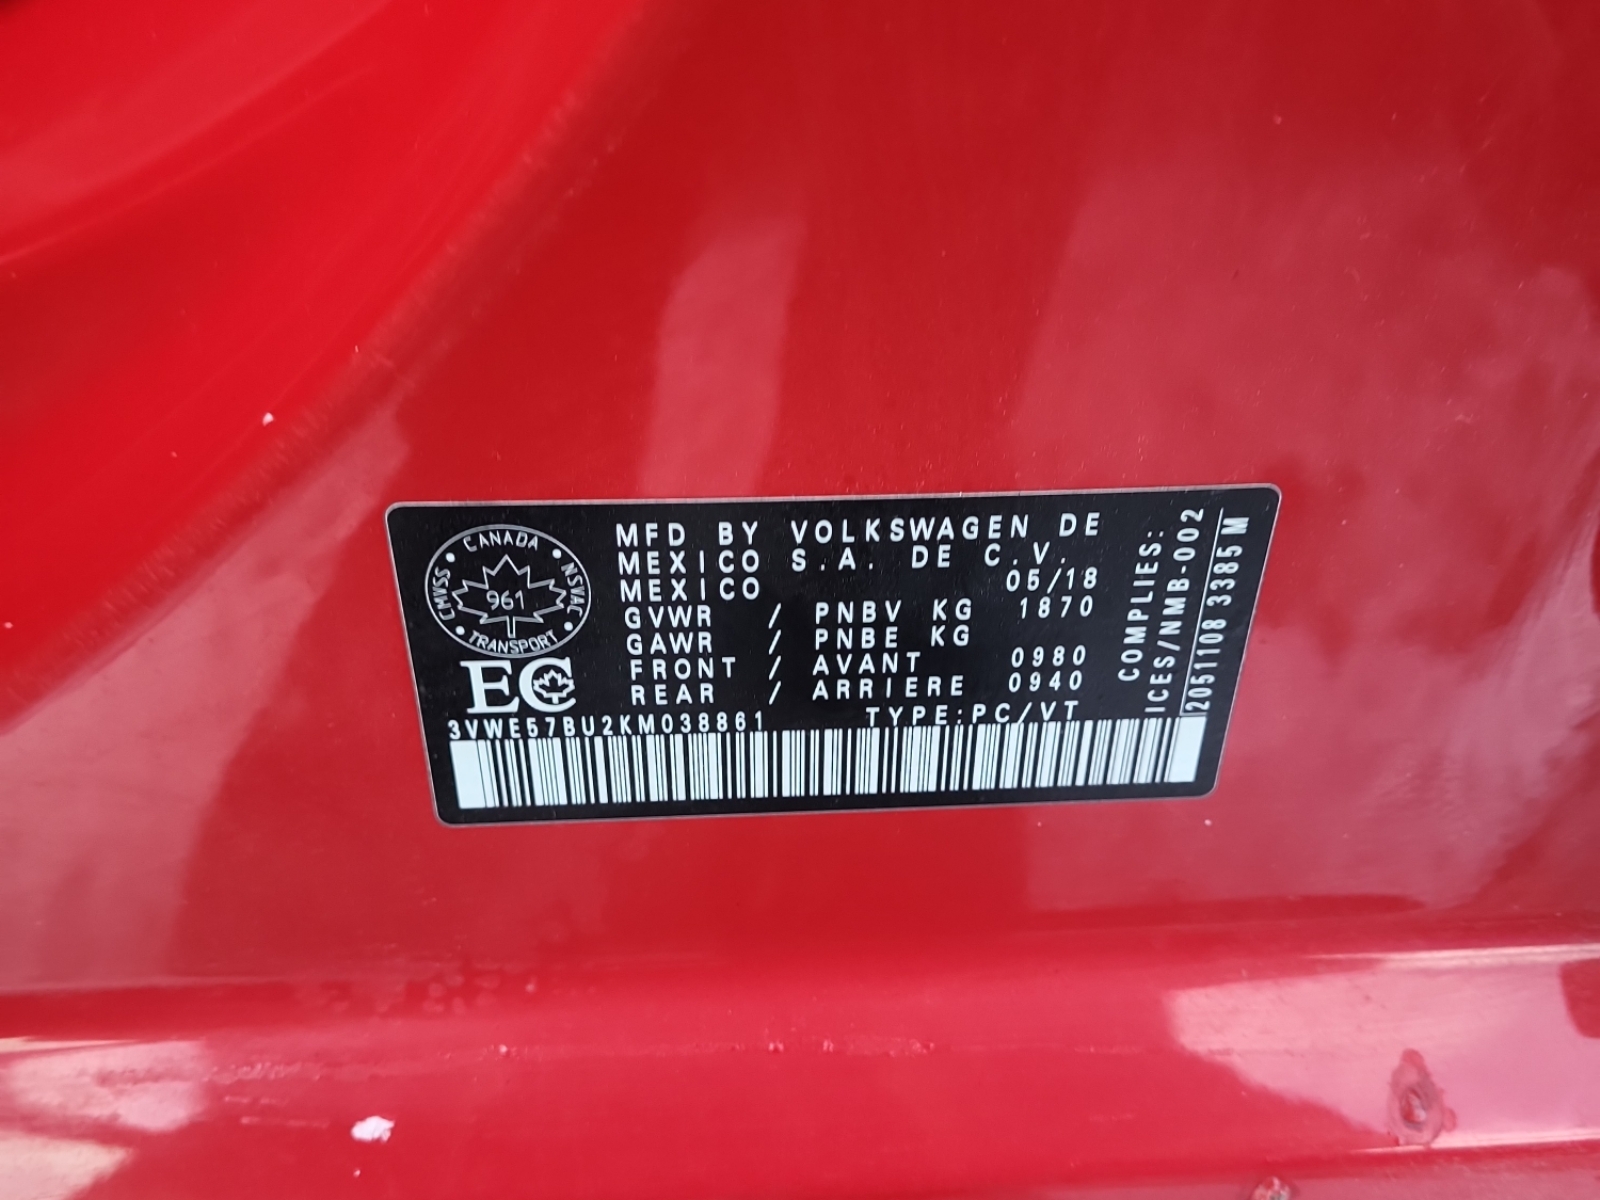 CANADA
CMVSS
NSVAC
961
TRANSPORT
EC
MFD BY VOLKSWAGEN DE
MEXICO S.A. DE C.V.
MEXICO 05/18
GVWR / PNBV KG 1870
GAWR / PNBE KG
FRONT / AVANT 0980
REAR / ARRIERE 0940
3VWE57BU2KM038861 TYPE:PC/VT
COMPLIES:
ICES/NMB-002
2051108 3385 M